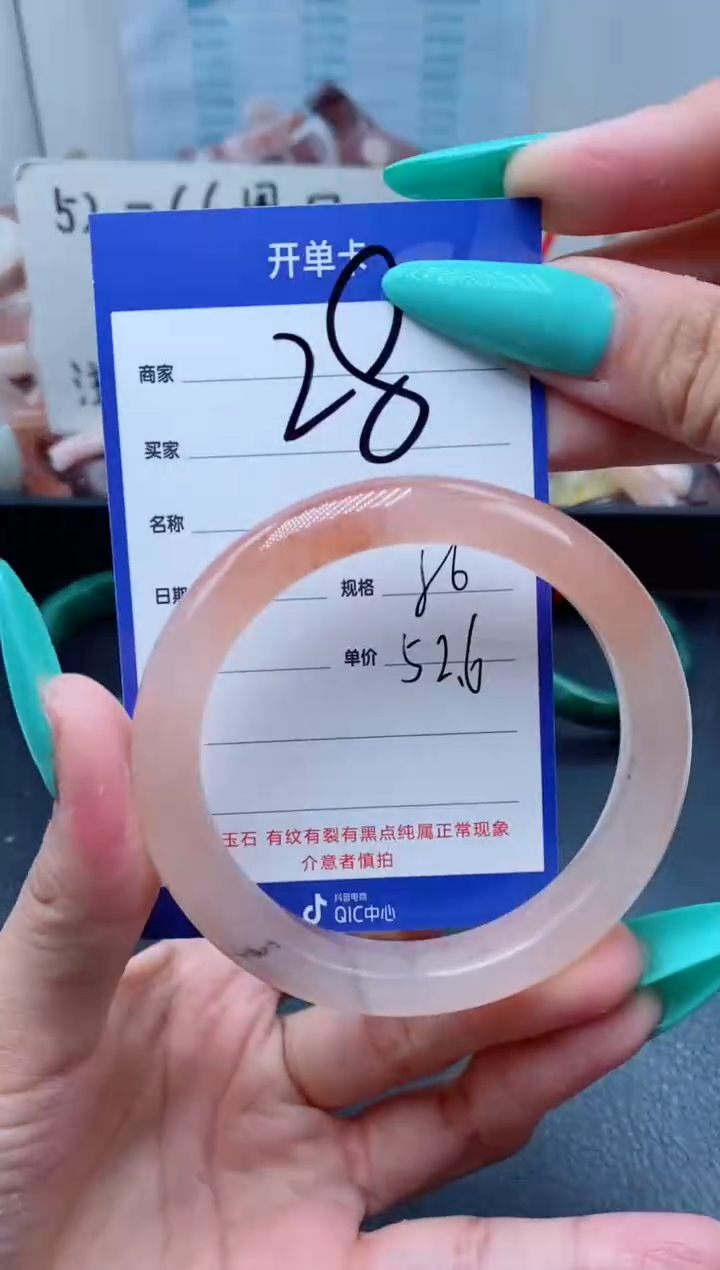 开单卡
28
商家
买家
名称
日期
规格
单价 52.6
玉石 有纹有裂有黑点纯属正常现象
介意者慎拍
抖音电商
QIC中心